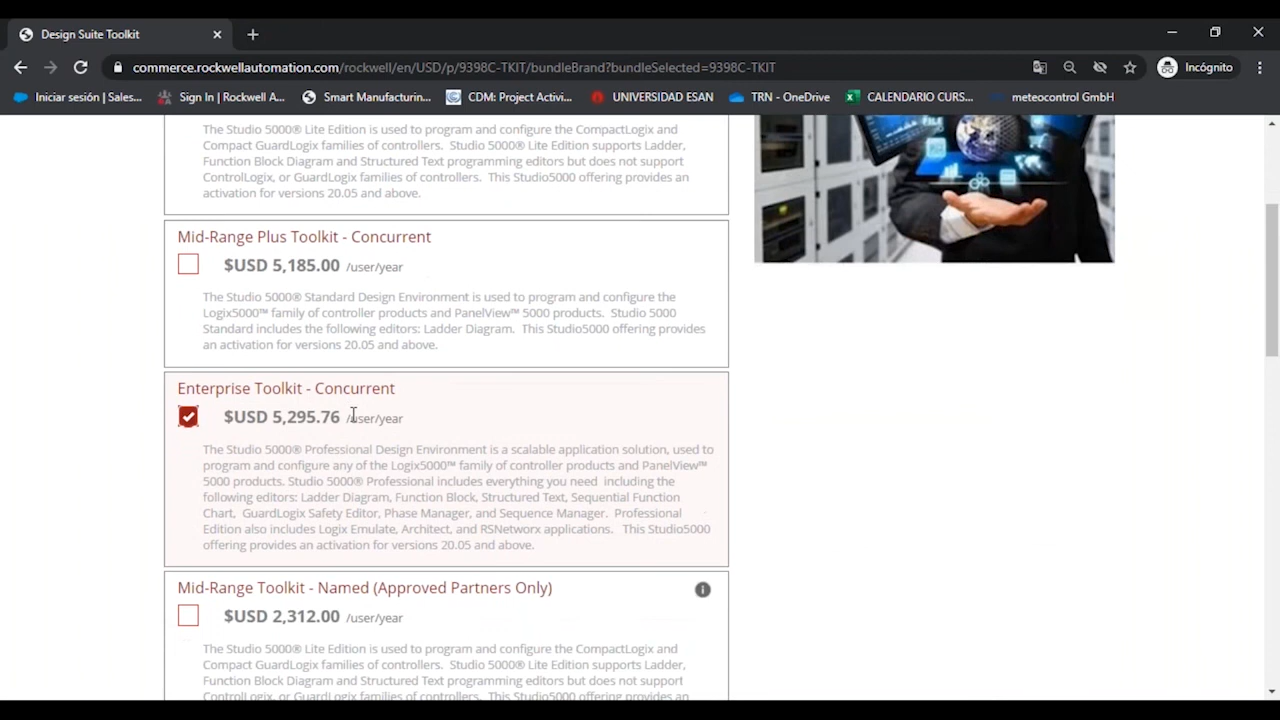 Design Suite Toolkit
commerce.rockwellautomation.com/rockwell/en/USD/p/9398C-TKIT/bundleBrand?bundleSelected=9398C-TKIT
Incógnito
Iniciar sesión | Sales...
Sign In | Rockwell A...
Smart Manufacturin...
CDM: Project Activi...
UNIVERSIDAD ESAN
TRN - OneDrive
CALENDARIO CURS...
meteocontrol GmbH
The Studio 5000® Lite Edition is used to program and configure the CompactLogix and
Compact GuardLogix families of controllers. Studio 5000® Lite Edition supports Ladder,
Function Block Diagram and Structured Text programming editors but does not support
ControlLogix, or GuardLogix families of controllers. This Studio5000 offering provides an
activation for versions 20.05 and above.
Mid-Range Plus Toolkit - Concurrent
$USD 5,185.00 /user/year
The Studio 5000® Standard Design Environment is used to program and configure the
Logix5000™ family of controller products and PanelView™ 5000 products. Studio 5000
Standard includes the following editors: Ladder Diagram. This Studio5000 offering provides
an activation for versions 20.05 and above.
Enterprise Toolkit - Concurrent
$USD 5,295.76 /user/year
The Studio 5000® Professional Design Environment is a scalable application solution, used to
program and configure any of the Logix5000™ family of controller products and PanelView™
5000 products. Studio 5000® Professional includes everything you need including the
following editors: Ladder Diagram, Function Block, Structured Text, Sequential Function
Chart, GuardLogix Safety Editor, Phase Manager, and Sequence Manager. Professional
Edition also includes Logix Emulate, Architect, and RSNetworx applications. This Studio5000
offering provides an activation for versions 20.05 and above.
Mid-Range Toolkit - Named (Approved Partners Only)
$USD 2,312.00 /user/year
The Studio 5000® Lite Edition is used to program and configure the CompactLogix and
Compact GuardLogix families of controllers. Studio 5000® Lite Edition supports Ladder,
Function Block Diagram and Structured Text programming editors but does not support
ControlLogix, or GuardLogix families of controllers. This Studio5000 offering provides an